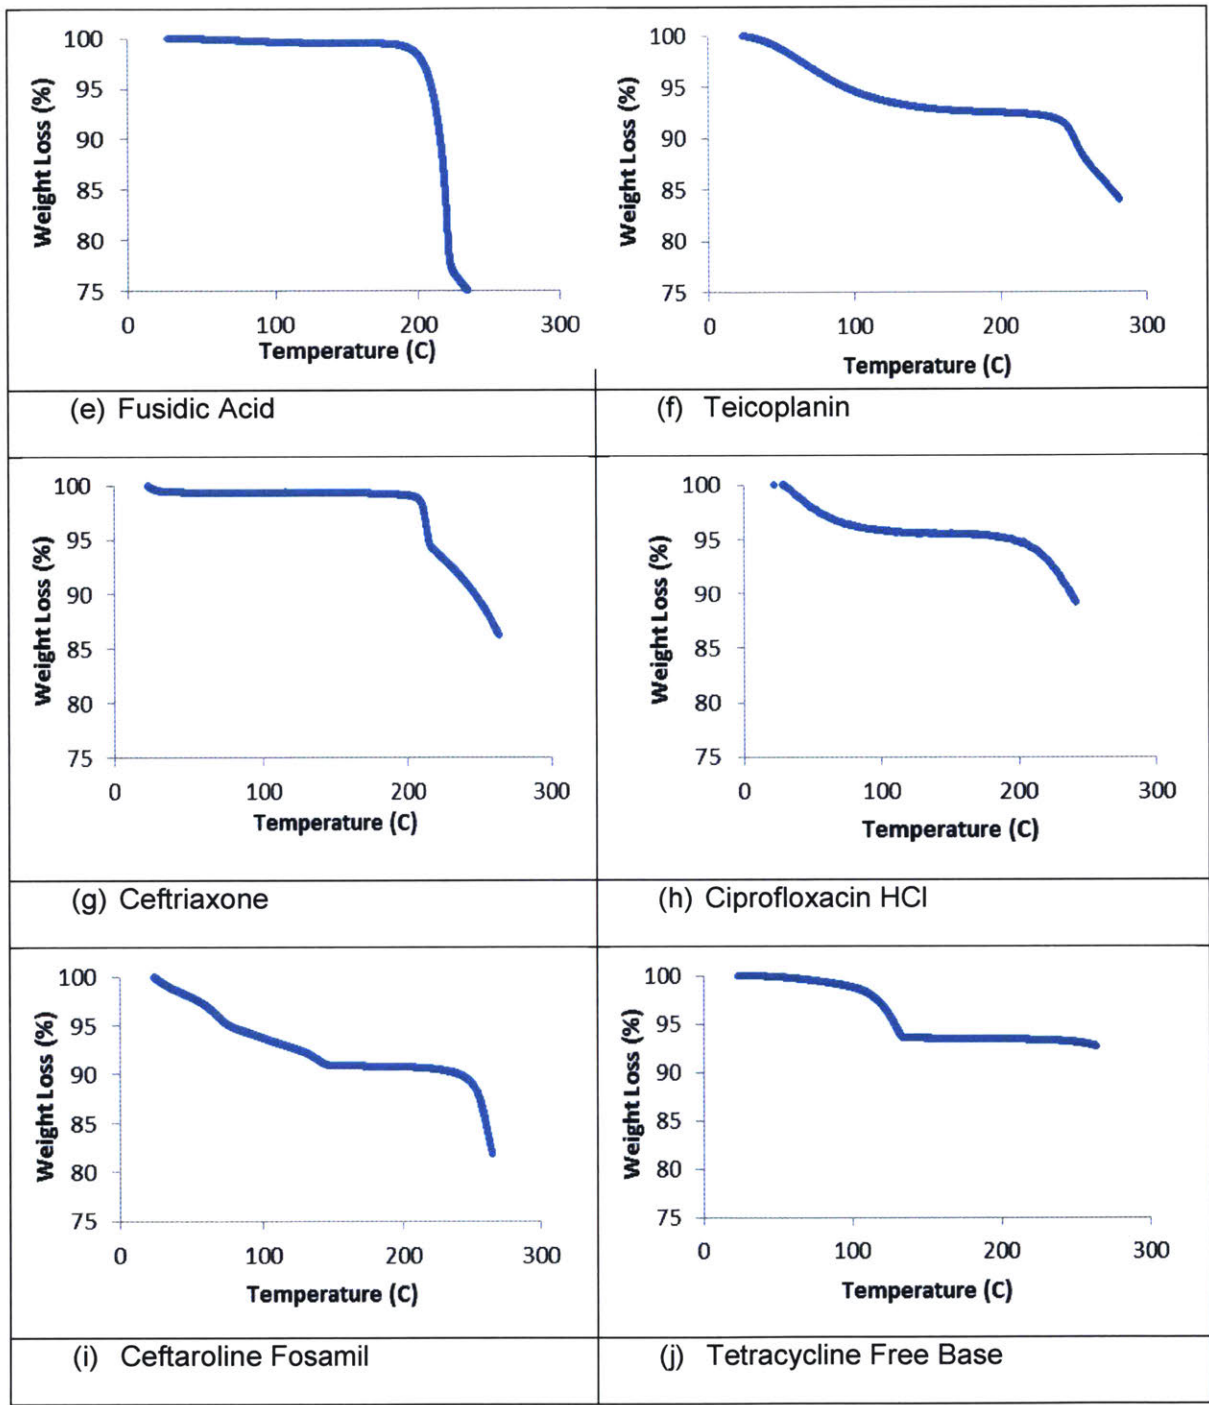 100
95
90
85
80
75
Weight Loss (%)
0 100 200 300
Temperature (C)
100
95
90
85
80
75
Weight Loss (%)
0 100 200 300
Temperature (C)
(e) Fusidic Acid
(f) Teicoplanin
100
95
90
85
80
75
Weight Loss (%)
0 100 200 300
Temperature (C)
100
95
90
85
80
75
Weight Loss (%)
0 100 200 300
Temperature (C)
(g) Ceftriaxone
(h) Ciprofloxacin HCl
100
95
90
85
80
75
Weight Loss (%)
0 100 200 300
Temperature (C)
100
95
90
85
80
75
Weight Loss (%)
0 100 200 300
Temperature (C)
(i) Ceftaroline Fosamil
(j) Tetracycline Free Base